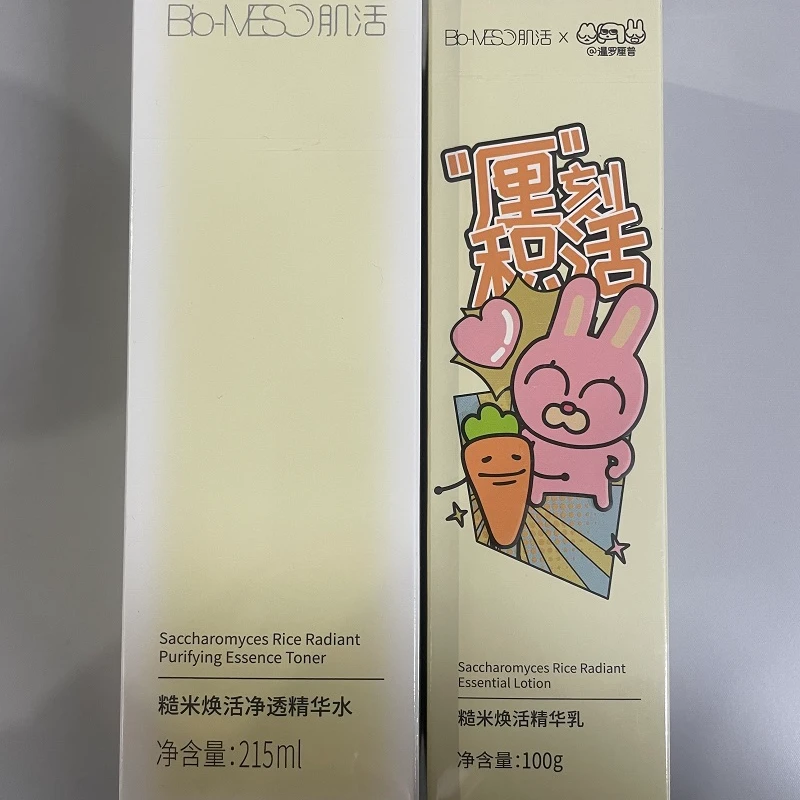 Bio-MESO肌活
Saccharomyces Rice Radiant
Purifying Essence Toner
糙米焕活净透精华水
净含量:215ml
Bio-MESO肌活 x
@暹罗厘普
"厘"刻
积活
Saccharomyces Rice Radiant
Essential Lotion
糙米焕活精华乳
净含量:100g